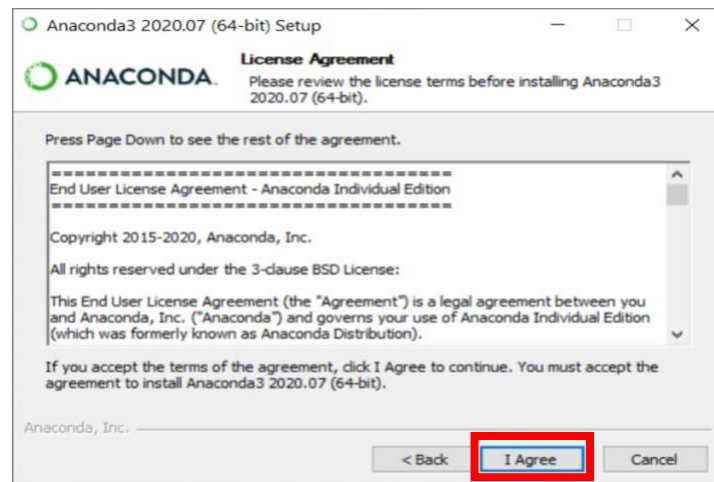 Anaconda3 2020.07 (64-bit) Setup
ANACONDA.
License Agreement
Please review the license terms before installing Anaconda3
2020.07 (64-bit).
Press Page Down to see the rest of the agreement.
====================================
End User License Agreement - Anaconda Individual Edition
====================================
Copyright 2015-2020, Anaconda, Inc.
All rights reserved under the 3-clause BSD License:
This End User License Agreement (the "Agreement") is a legal agreement between you
and Anaconda, Inc. ("Anaconda") and governs your use of Anaconda Individual Edition
(which was formerly known as Anaconda Distribution).
If you accept the terms of the agreement, click I Agree to continue. You must accept the
agreement to install Anaconda3 2020.07 (64-bit).
Anaconda, Inc.
< Back
I Agree
Cancel